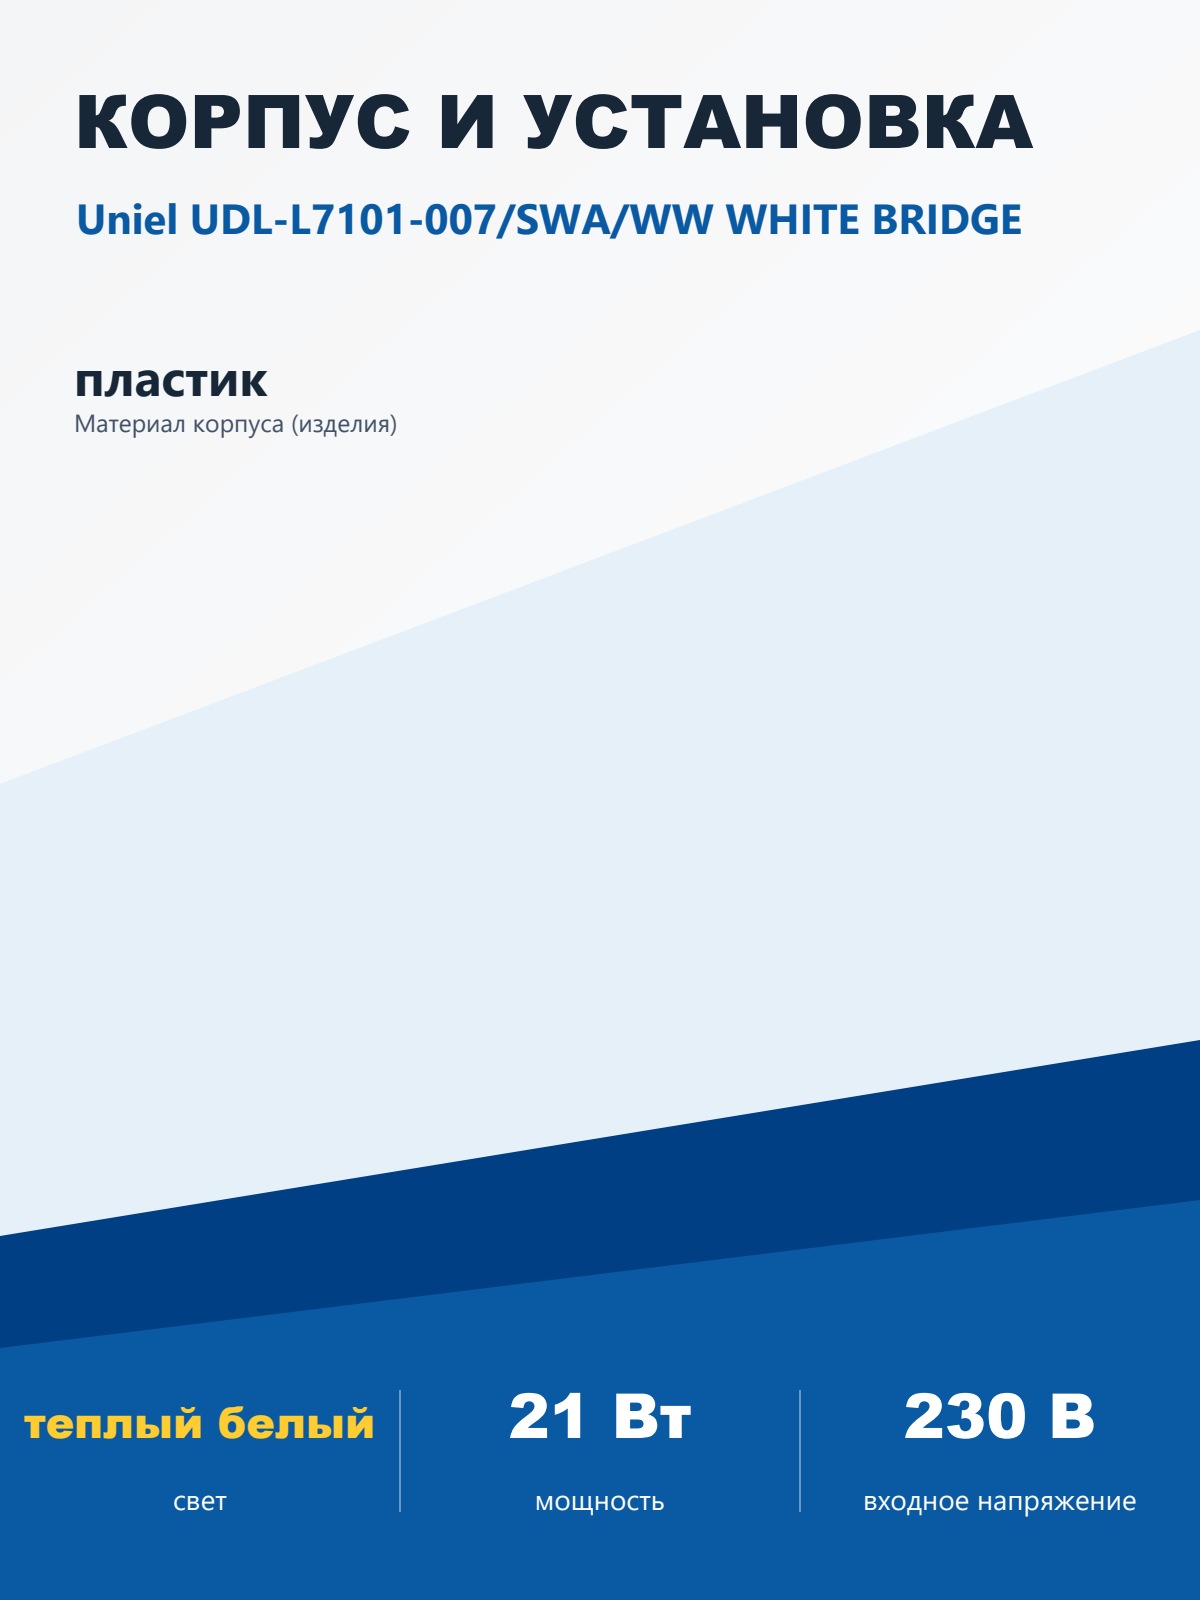 КОРПУС И УСТАНОВКА
Uniel UDL-L7101-007/SWA/WW WHITE BRIDGE
пластик
Материал корпуса (изделия)
теплый белый
свет
21 Вт
мощность
230 В
входное напряжение